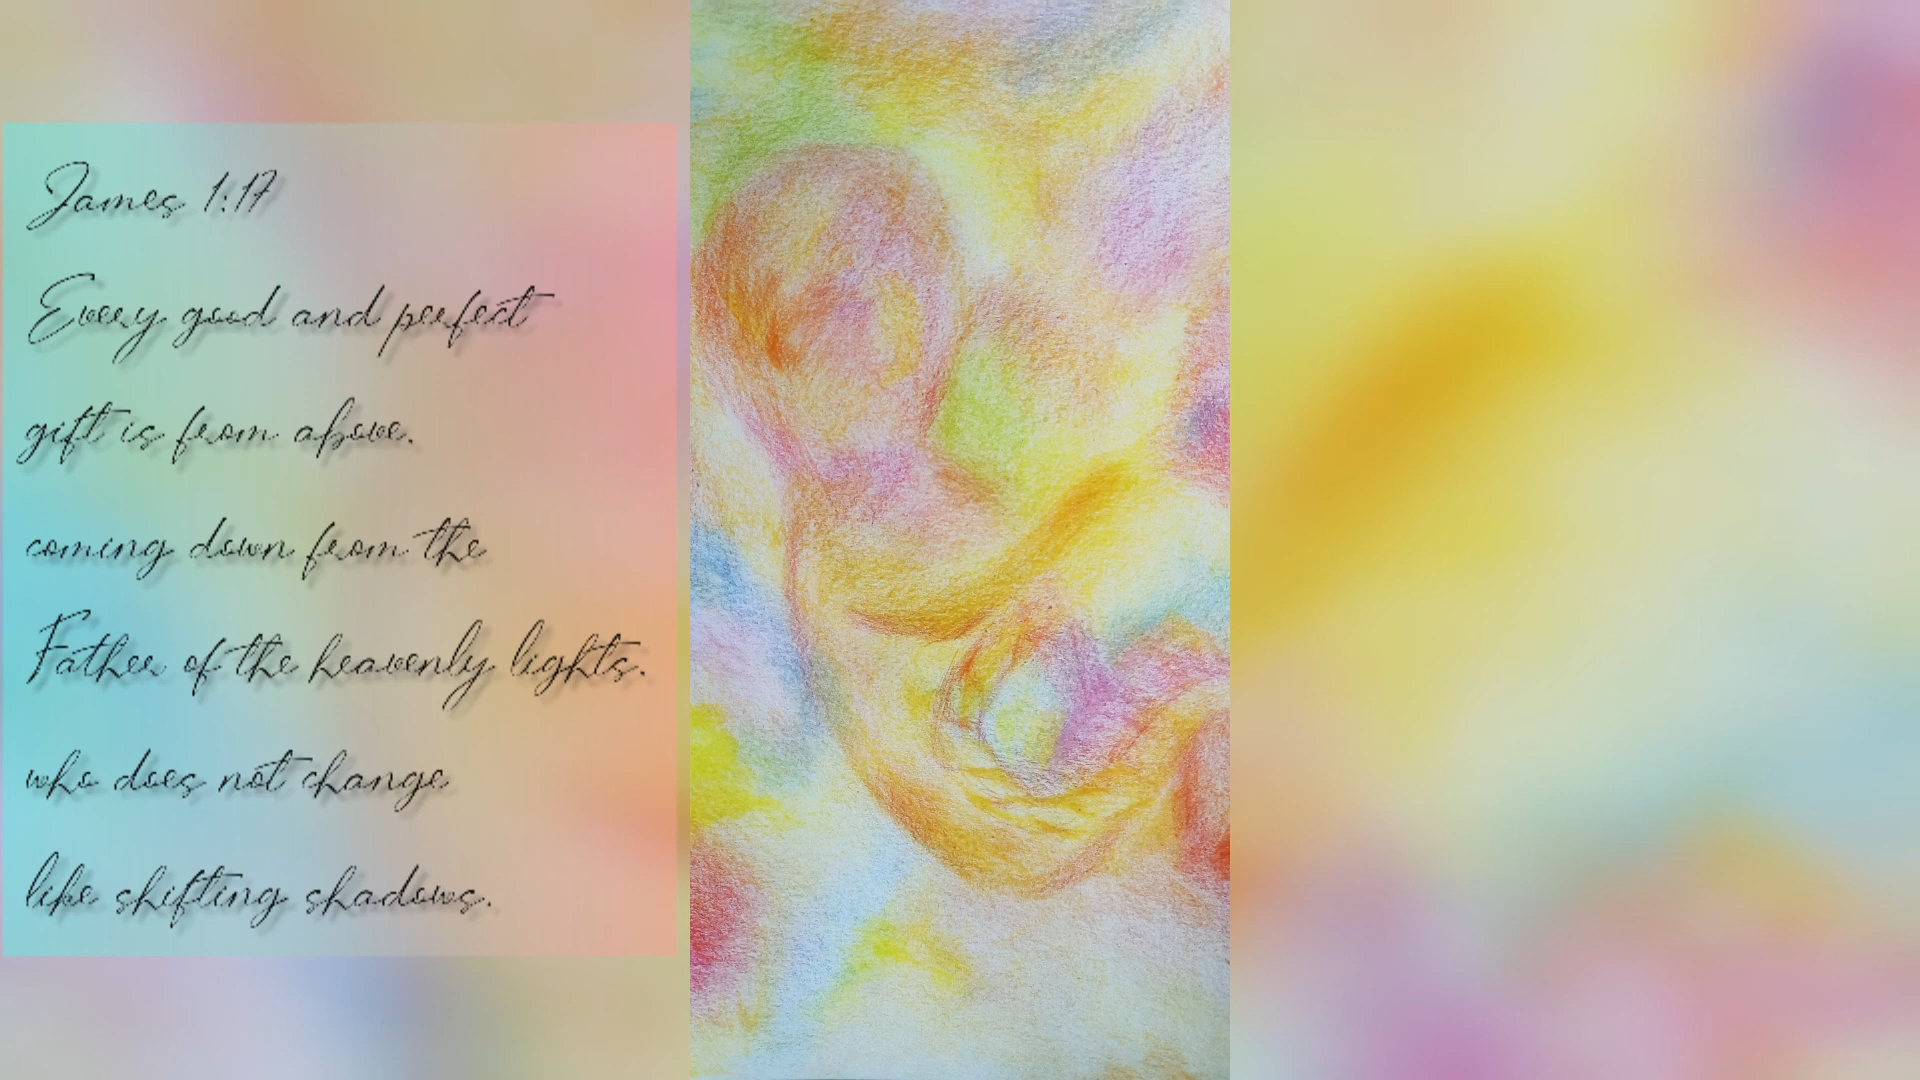 James 1:17
Every good and perfect
gift is from above.
coming down from the
Father of the heavenly lights.
who does not change
like shifting shadows.